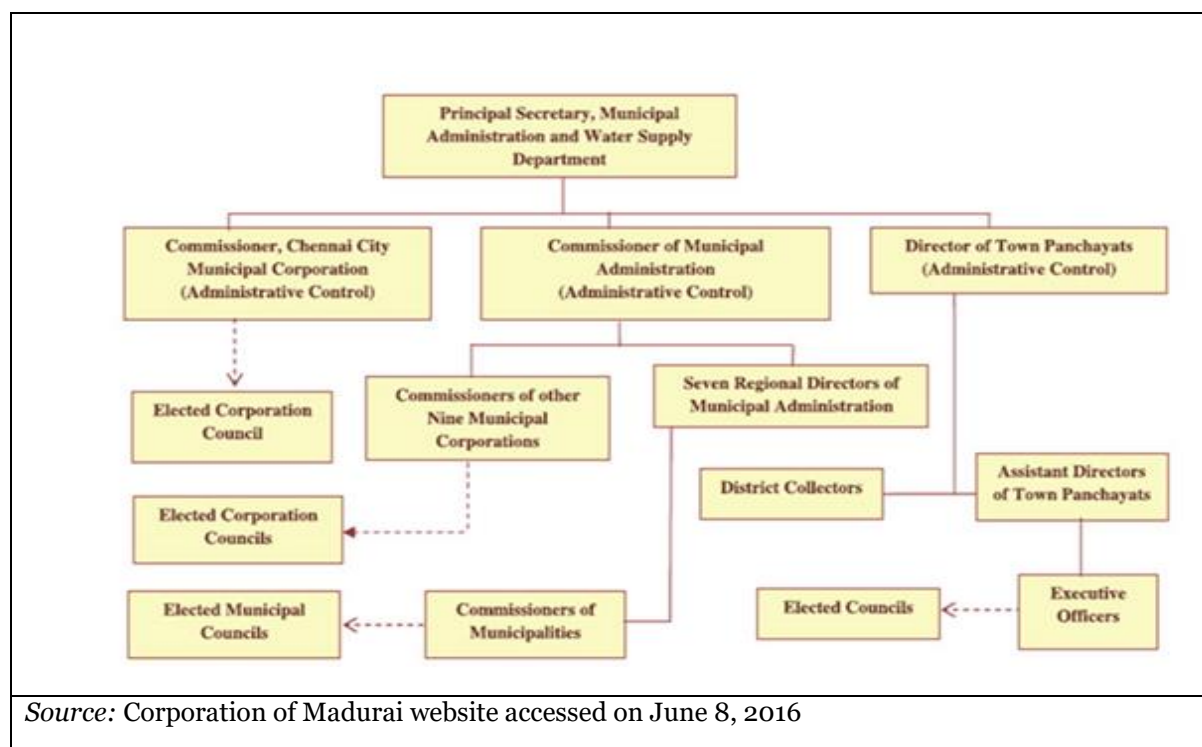 Principal Secretary, Municipal
Administration and Water Supply
Department
Commissioner, Chennai City
Municipal Corporation
(Administrative Control)
Commissioner of Municipal
Administration
(Administrative Control)
Director of Town Panchayats
(Administrative Control)
Elected Corporation
Council
Commissioners of other
Nine Municipal
Corporations
Seven Regional Directors of
Municipal Administration
District Collectors
Assistant Directors
of Town Panchayats
Elected Corporation
Councils
Elected Municipal
Councils
Commissioners of
Municipalities
Elected Councils
Executive
Officers
Source: Corporation of Madurai website accessed on June 8, 2016